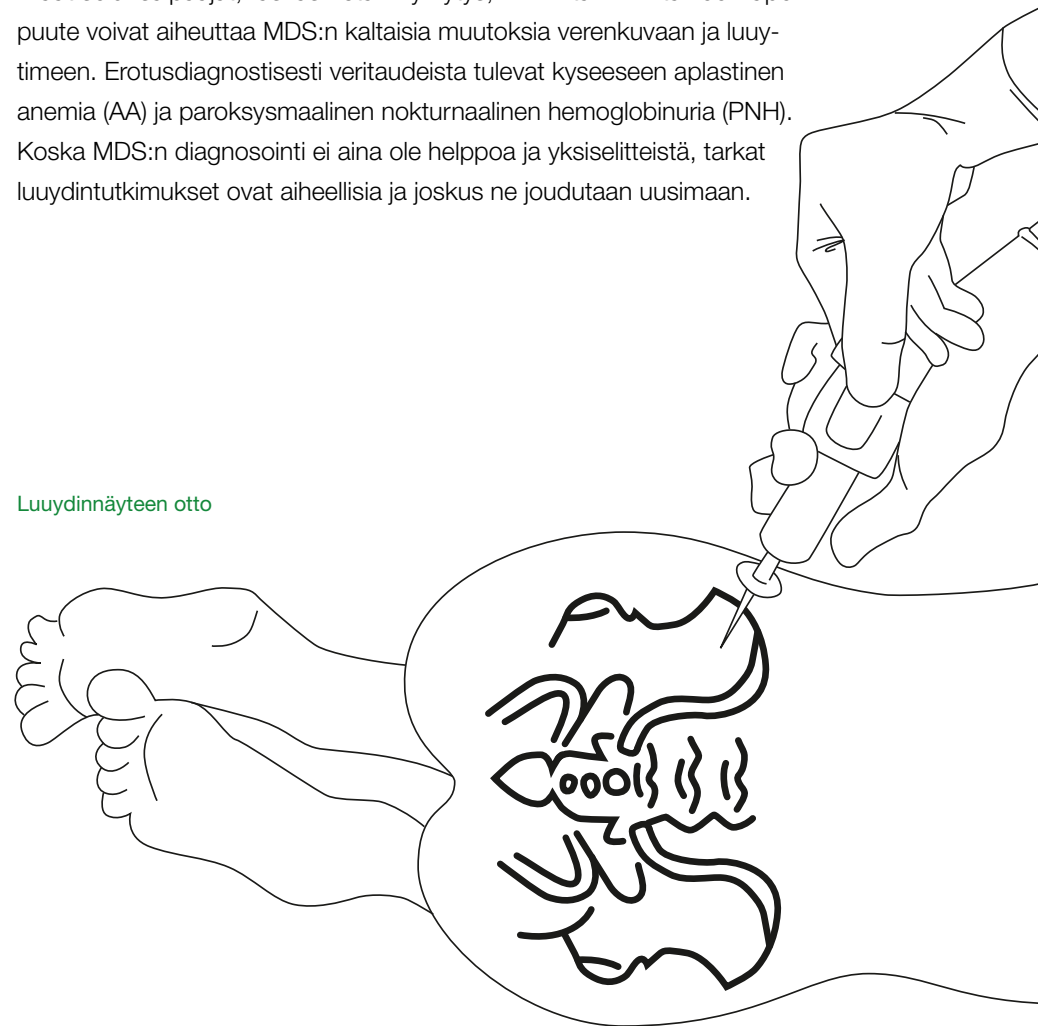 puute voivat aiheuttaa MDS:n kaltaisia muutoksia verenkuvaan ja luuy-
timeen. Erotusdiagnostisesti veritaudeista tulevat kyseeseen aplastinen
anemia (AA) ja paroksysmaalinen nokturnaalinen hemoglobinuria (PNH).
Koska MDS:n diagnosointi ei aina ole helppoa ja yksiselitteistä, tarkat
luuydintutkimukset ovat aiheellisia ja joskus ne joudutaan uusimaan.
Luuydinnäyteen otto